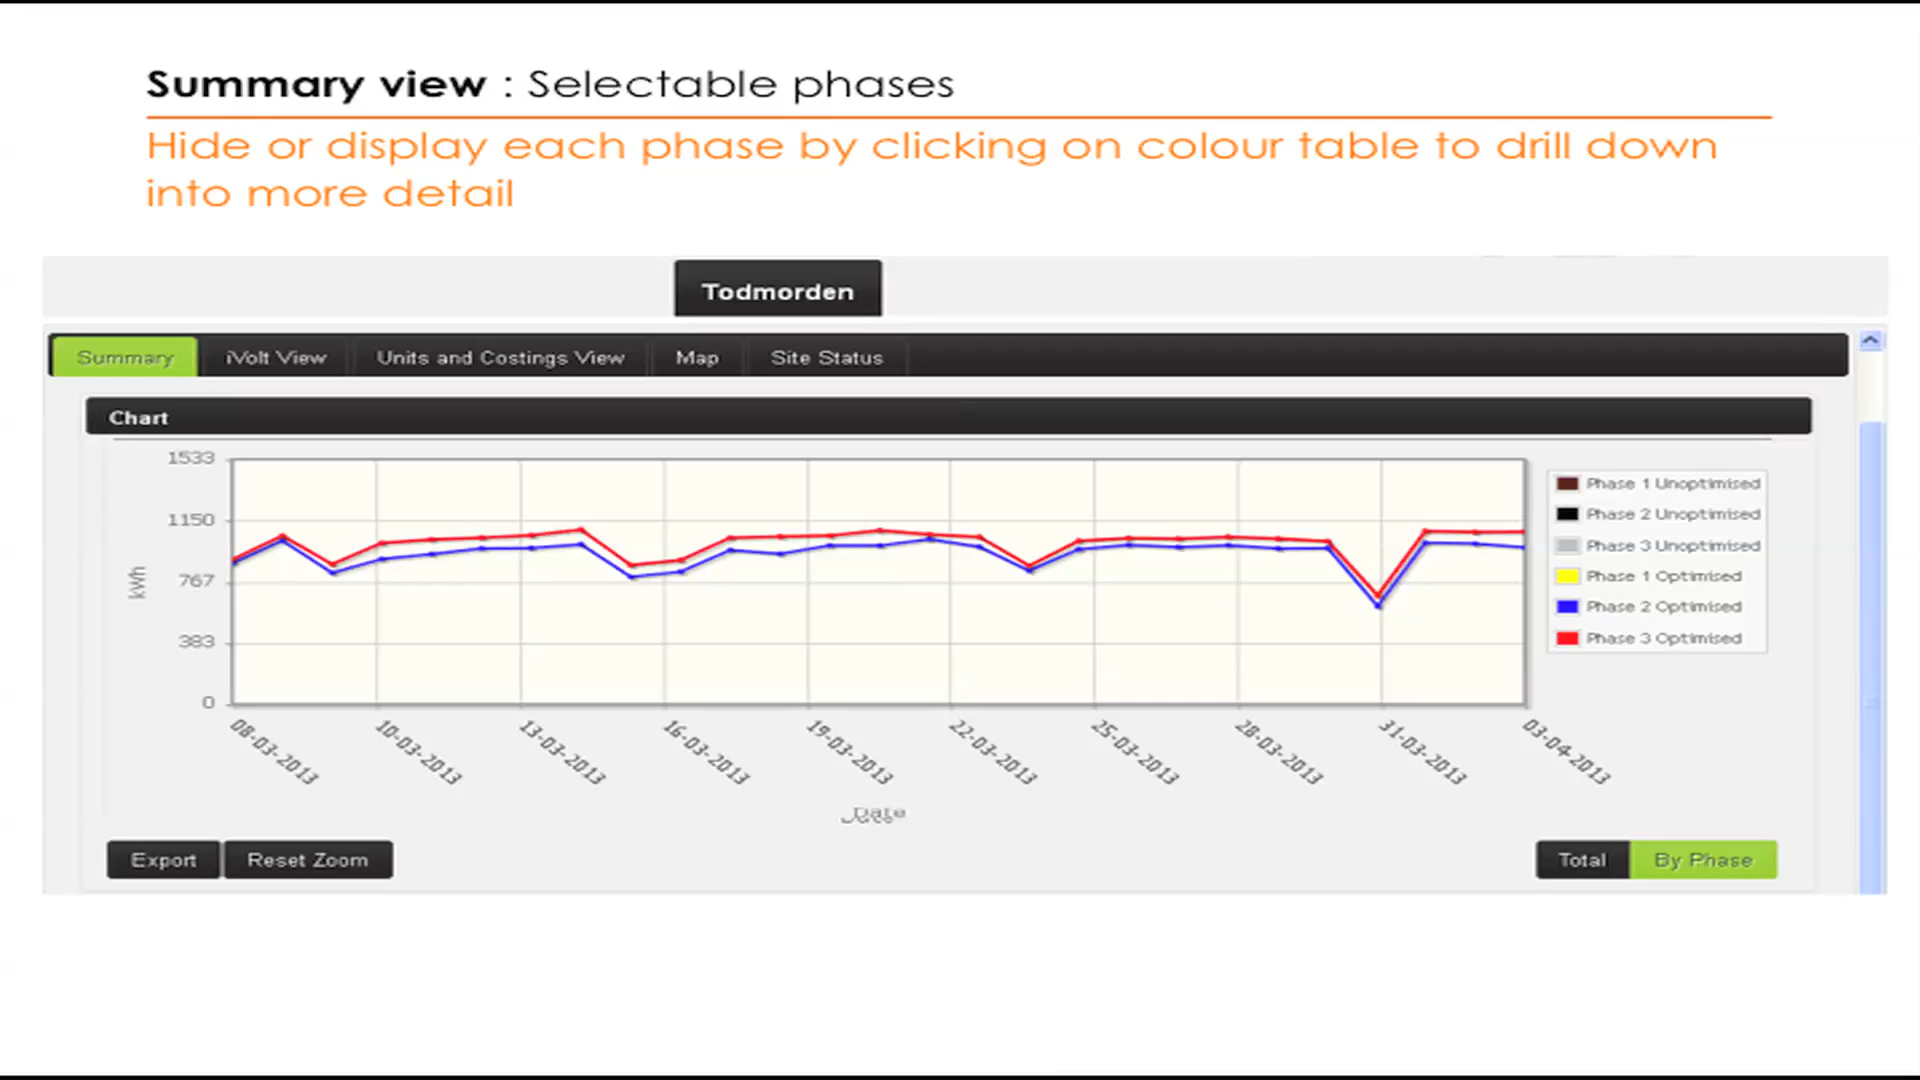 Summary view : Selectable phases
Hide or display each phase by clicking on colour table to drill down
into more detail
Todmorden
Summary
iVolt View
Units and Costings View
Map
Site Status
Chart
1533
1150
767
383
0
kWh
Phase 1 Unoptimised
Phase 2 Unoptimised
Phase 3 Unoptimised
Phase 1 Optimised
Phase 2 Optimised
Phase 3 Optimised
08-03-2013
10-03-2013
13-03-2013
16-03-2013
19-03-2013
22-03-2013
25-03-2013
28-03-2013
31-03-2013
03-04-2013
Date
Export
Reset Zoom
Total
By Phase